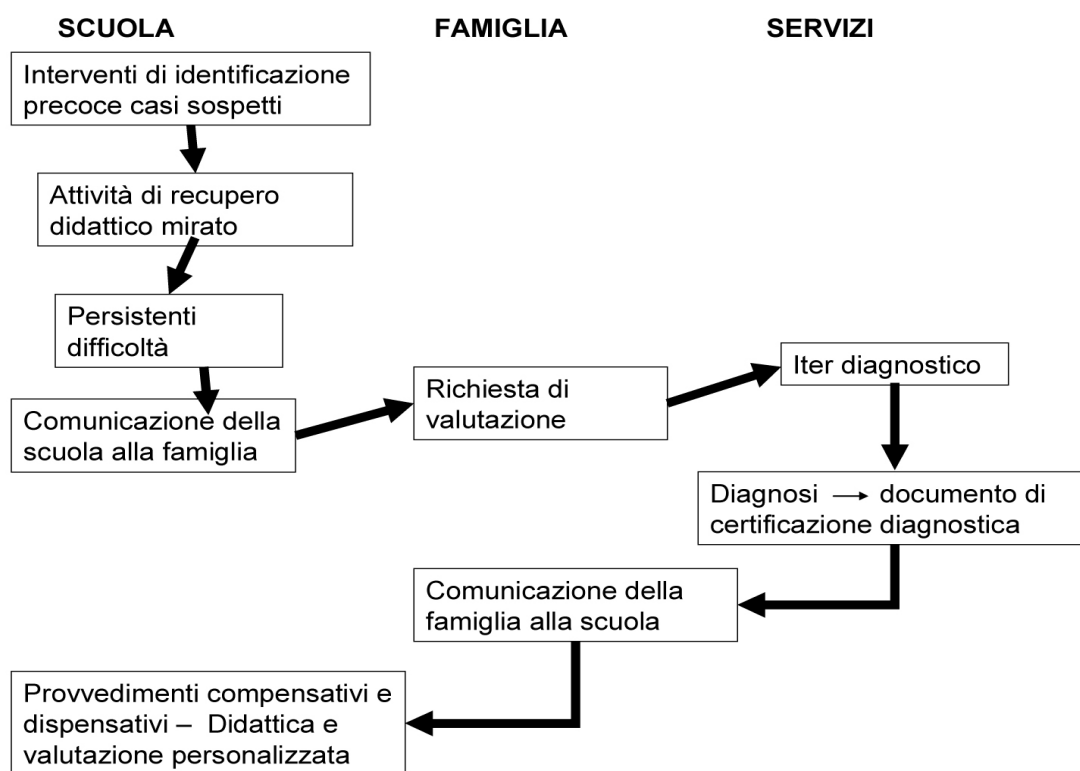 SCUOLA FAMIGLIA SERVIZI
Interventi di identificazione
precoce casi sospetti
Attività di recupero
didattico mirato
Persistenti
difficoltà
Comunicazione della
scuola alla famiglia
Richiesta di
valutazione
Iter diagnostico
Diagnosi → documento di
certificazione diagnostica
Comunicazione della
famiglia alla scuola
Provvedimenti compensativi e
dispensativi – Didattica e
valutazione personalizzata